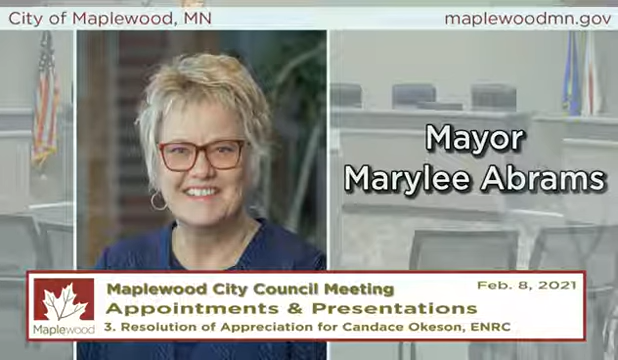 City of Maplewood, MN
maplewoodmn.gov
Mayor
Marylee Abrams
Maplewood City Council Meeting
Feb. 8, 2021
Appointments & Presentations
3. Resolution of Appreciation for Candace Okeson, ENRC
Maplewood